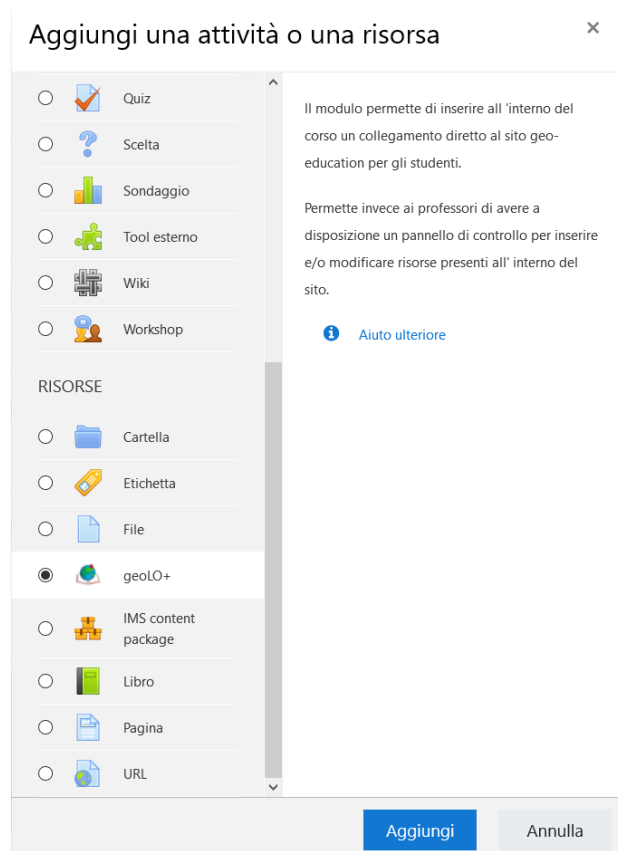 Aggiungi una attività o una risorsa
×
Quiz
Scelta
Sondaggio
Tool esterno
Wiki
Workshop
RISORSE
Cartella
Etichetta
File
geoLO+
IMS content
package
Libro
Pagina
URL
Il modulo permette di inserire all 'interno del
corso un collegamento diretto al sito geo-
education per gli studenti.
Permette invece ai professori di avere a
disposizione un pannello di controllo per inserire
e/o modificare risorse presenti all' interno del
sito.
Aiuto ulteriore
Aggiungi
Annulla